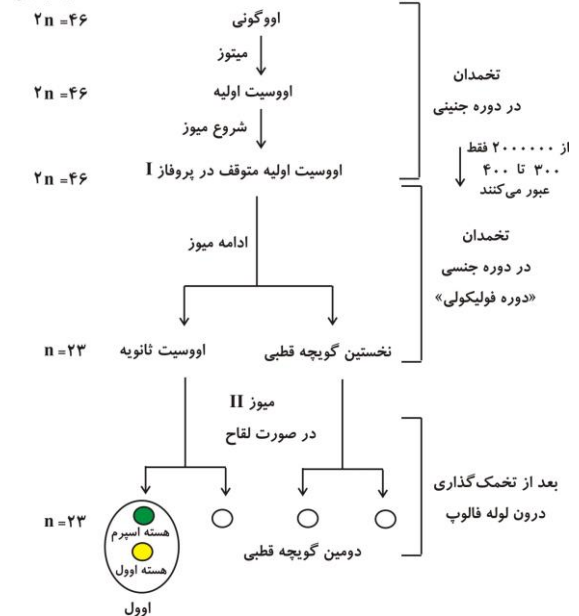 ۲n =۴۶
اووگونی
میتوز
۲n =۴۶
اووسیت اولیه
شروع میوز
۲n =۴۶
اووسیت اولیه متوقف در پروفاز I
تخمدان
در دوره جنینی
از ۲۰۰۰۰۰۰ فقط
۳۰۰ تا ۴۰۰
عبور می‌کنند
ادامه میوز
تخمدان
در دوره جنسی
«دوره فولیکولی»
n =۲۳
اووسیت ثانویه
نخستین گویچه قطبی
میوز II
در صورت لقاح
بعد از تخمک‌گذاری
درون لوله فالوپ
n =۲۳
هسته اسپرم
هسته اوول
دومین گویچه قطبی
اوول